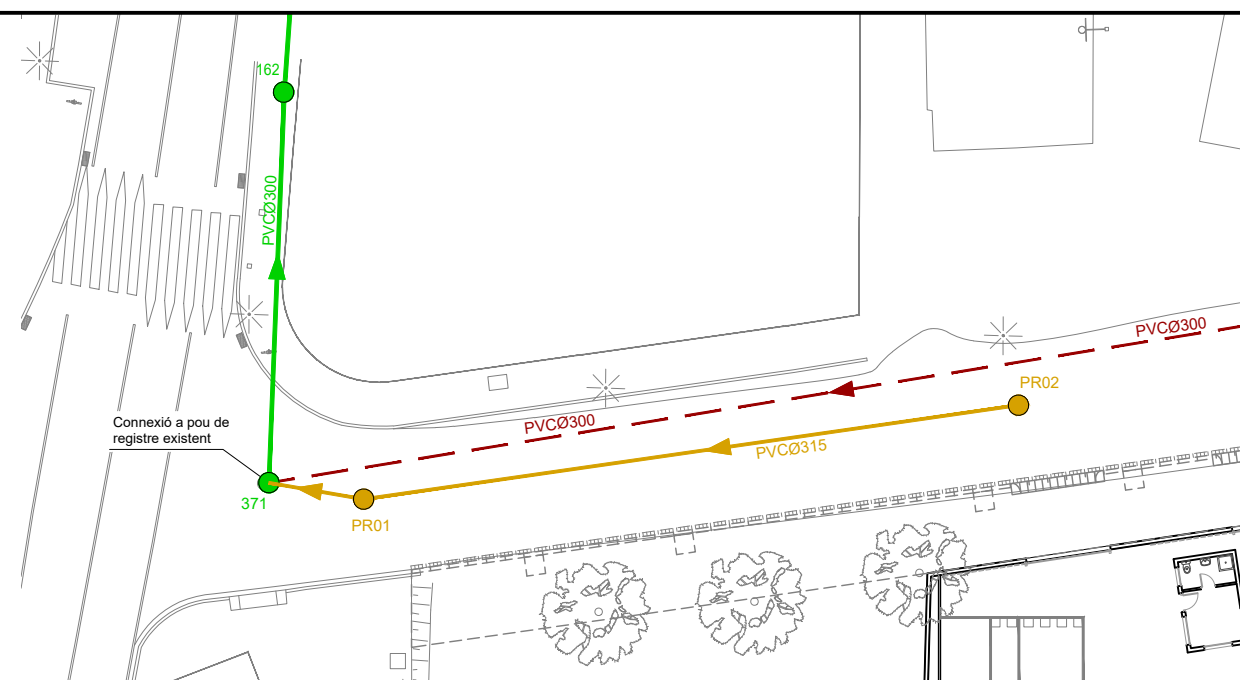 162
PVCØ300
PVCØ300
PR02
Connexió a pou de
registre existent
PVCØ300
PVCØ315
371
PR01